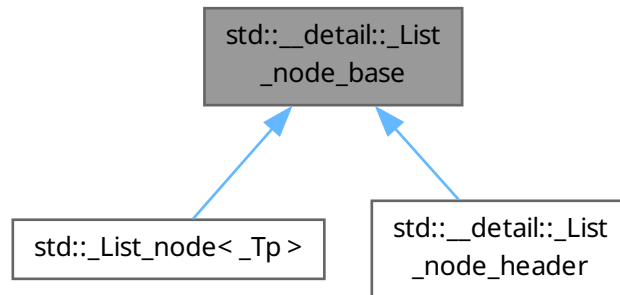 std::__detail::_List
_node_base
std::_List_node< _Tp >
std::__detail::_List
_node_header